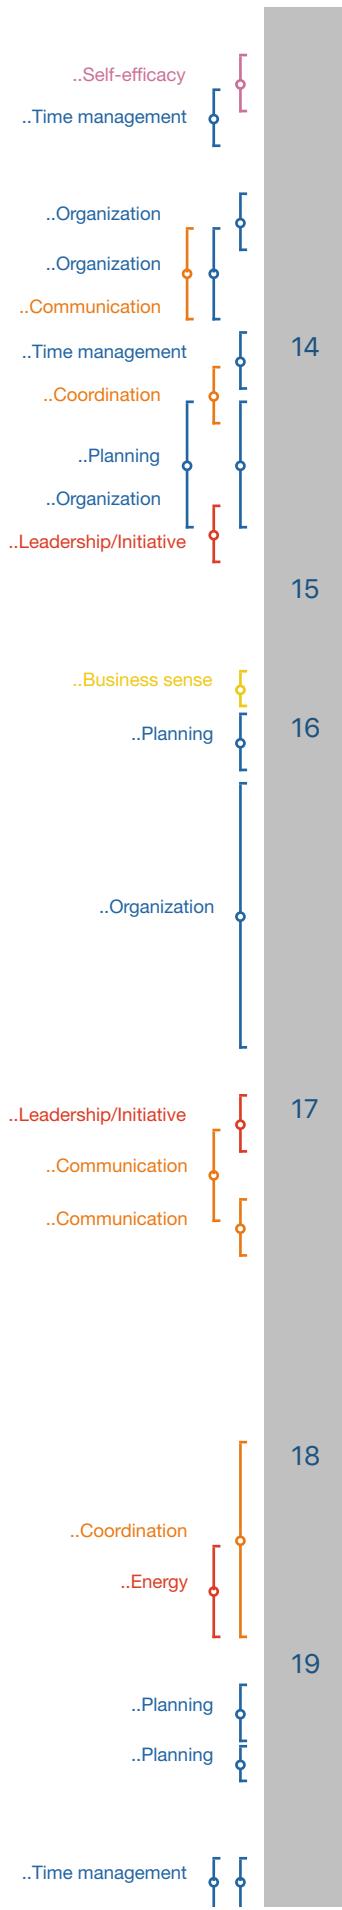 ..Self-efficacy
..Time management
..Organization
..Organization
..Communication
..Time management
14
..Coordination
..Planning
..Organization
..Leadership/Initiative
15
..Business sense
16
..Planning
..Organization
17
..Leadership/Initiative
..Communication
..Communication
18
..Coordination
..Energy
19
..Planning
..Planning
..Time management